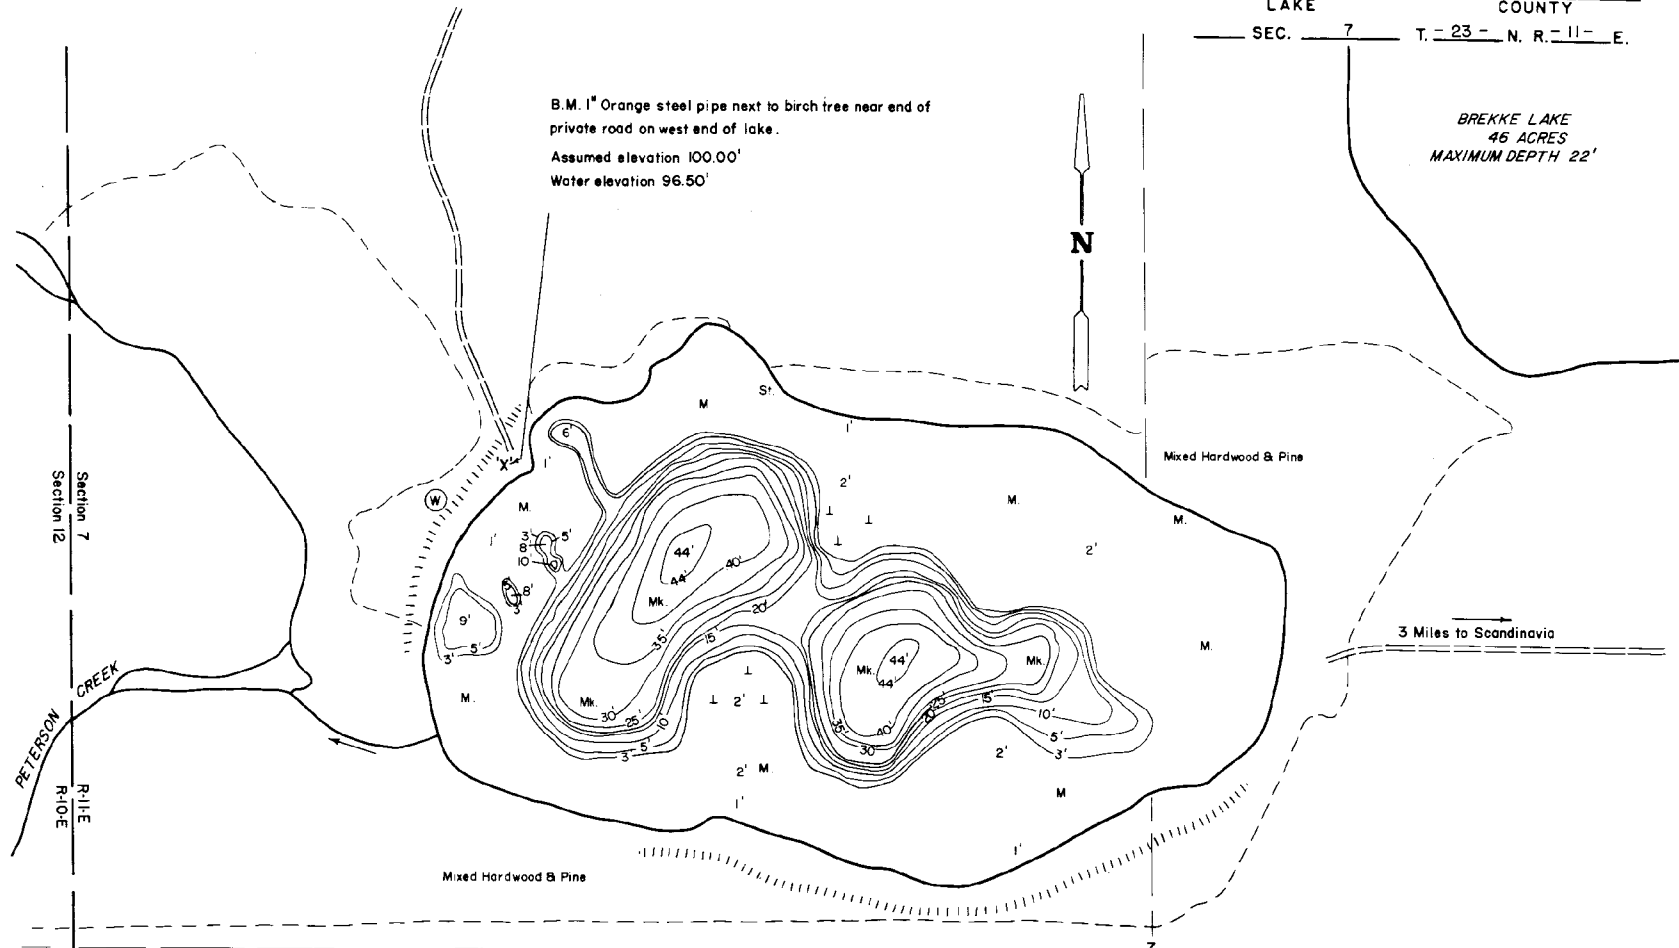 LAKE COUNTY
SEC. 7 T. - 23 - N. R. - 11 - E.
B.M. 1" Orange steel pipe next to birch tree near end of
private road on west end of lake.
Assumed elevation 100.00'
Water elevation 96.50'
BREKKE LAKE
46 ACRES
MAXIMUM DEPTH 22'
N
St.
M
1'
6'
Mixed Hardwood & Pine
'X'
1'
2'
W
M.
M.
M.
Section 7
Section 12
1'
3'
5'
8
10'
44'
44'
40'
2'
8'
3'
Mk.
20'
9'
3'
5'
35'
15'
M.
3 Miles to Scandinavia
Mk.
44'
44'
Mk.
PETERSON CREEK
M.
Mk.
30'
25'
10'
2'
35'
40'
30'
20'
25'
15'
10'
5'
3'
5'
3'
2'
2'
M.
1'
M
R-11-E
R-10-E
1'
Mixed Hardwood & Pine
7